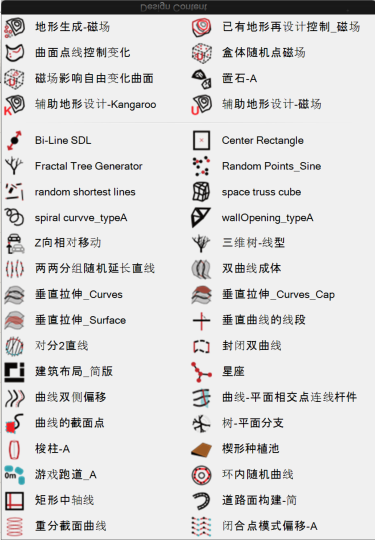 Design Content
地形生成-磁场
已有地形再设计控制_磁场
曲面点线控制变化
盒体随机点磁场
磁场影响自由变化曲面
置石-A
辅助地形设计-Kangaroo
辅助地形设计-磁场
Bi-Line SDL
Center Rectangle
Fractal Tree Generator
Random Points_Sine
random shortest lines
space truss cube
spiral curvve_typeA
wallOpening_typeA
Z向相对移动
三维树-线型
两两分组随机延长直线
双曲线成体
垂直拉伸_Curves
垂直拉伸_Curves_Cap
垂直拉伸_Surface
垂直曲线的线段
对分2直线
封闭双曲线
建筑布局_简版
星座
曲线双侧偏移
曲线-平面相交点连线杆件
曲线的截面点
树-平面分支
梭柱-A
楔形种植池
0m
游戏跑道_A
环内随机曲线
矩形中轴线
道路面构建-简
重分截面曲线
闭合点模式偏移-A